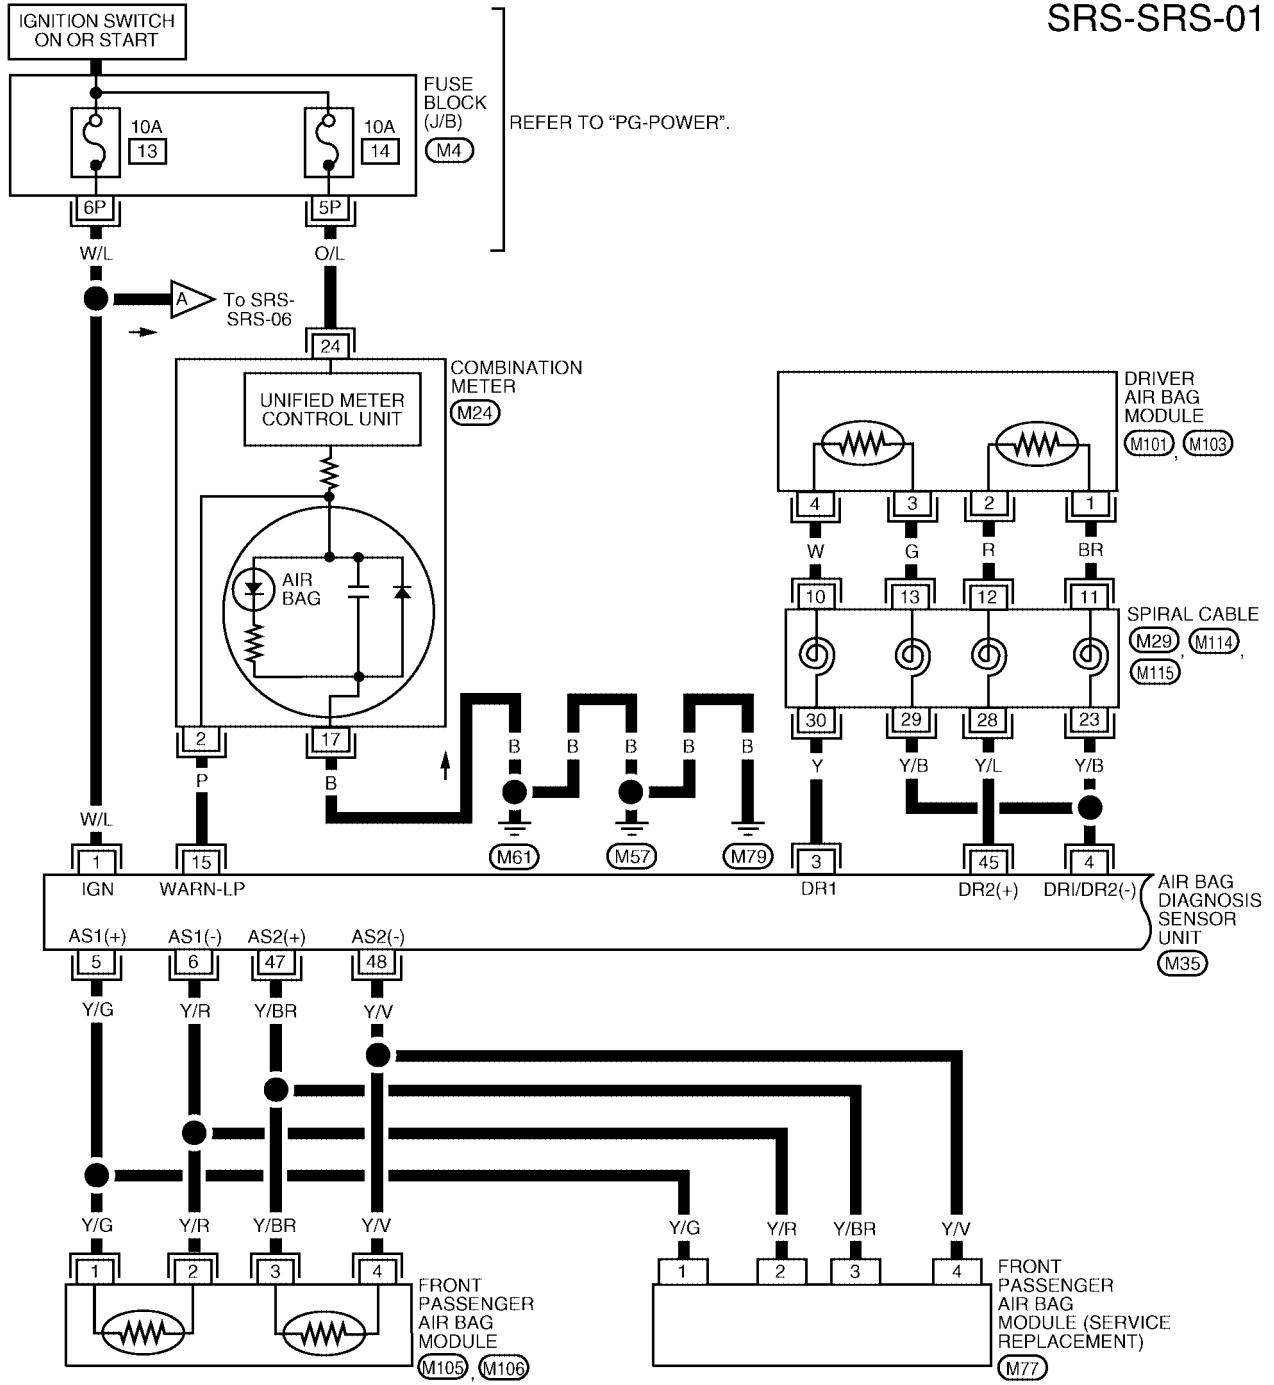 SRS-SRS-01
IGNITION SWITCH
ON OR START
FUSE
BLOCK
(J/B)
M4
REFER TO “PG-POWER”.
10A
13
10A
14
6P
5P
W/L
O/L
A
To SRS-
SRS-06
24
COMBINATION
METER
M24
UNIFIED METER
CONTROL UNIT
AIR
BAG
DRIVER
AIR BAG
MODULE
M101 , M103
4 3 2 1
W G R BR
10 13 12 11
SPIRAL CABLE
M29 , M114 ,
M115
30 29 28 23
Y Y/B Y/L Y/B
2 17
P B
B B B B B
M61 M57 M79
W/L
1 15 3 45 4
IGN WARN-LP DR1 DR2(+) DRI/DR2(-)
AIR BAG
DIAGNOSIS
SENSOR
UNIT
M35
AS1(+) AS1(-) AS2(+) AS2(-)
5 6 47 48
Y/G Y/R Y/BR Y/V
Y/G Y/R Y/BR Y/V
Y/G Y/R Y/BR Y/V
1 2 3 4
FRONT
PASSENGER
AIR BAG
MODULE
M105 , M106
1 2 3 4
FRONT
PASSENGER
AIR BAG
MODULE (SERVICE
REPLACEMENT)
M77